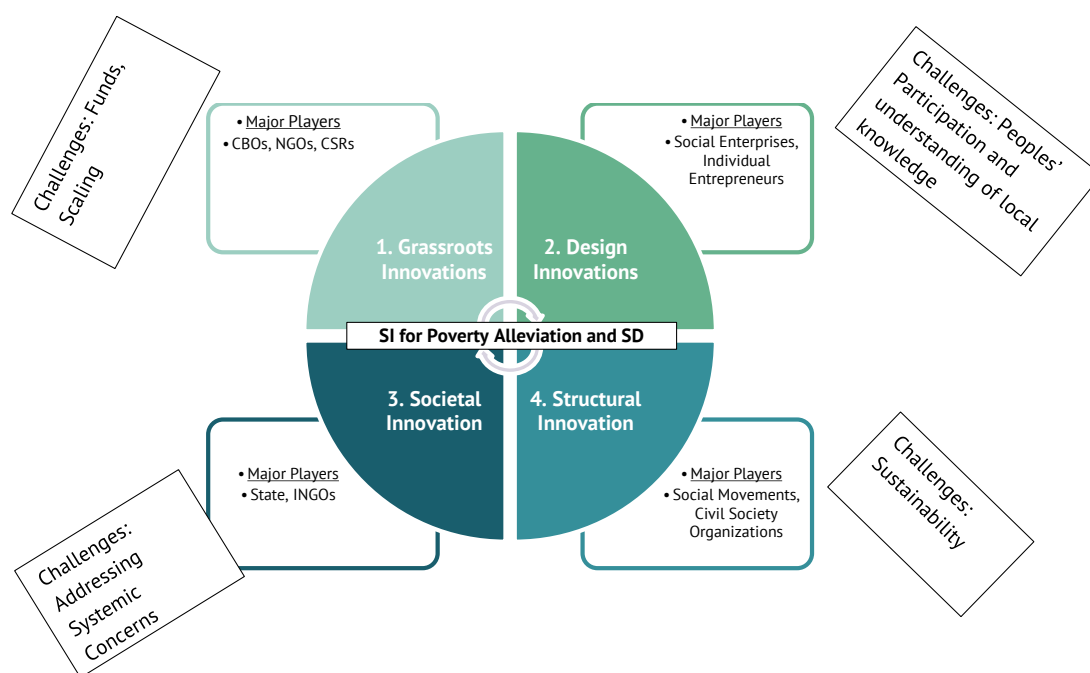 Challenges: Funds,
Scaling
• Major Players
• CBOs, NGOs, CSRs
1. Grassroots
Innovations
• Major Players
• Social Enterprises,
Individual
Entrepreneurs
2. Design
Innovations
Challenges: Peoples’
Participation and
understanding of local
knowledge
SI for Poverty Alleviation and SD
Challenges:
Addressing
Systemic
Concerns
• Major Players
• State, INGOs
3. Societal
Innovation
4. Structural
Innovation
• Major Players
• Social Movements,
Civil Society
Organizations
Challenges:
Sustainability